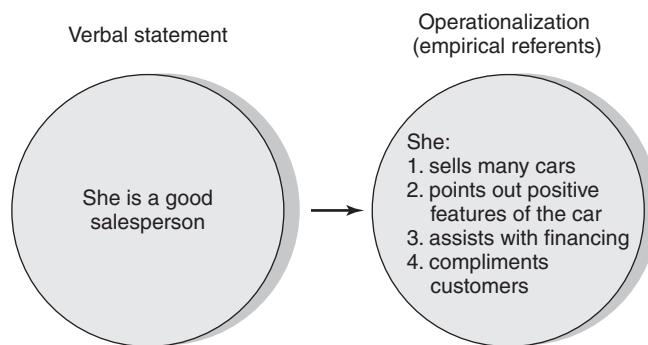 Verbal statement
Operationalization
(empirical referents)
She is a good
salesperson
She:
1. sells many cars
2. points out positive
features of the car
3. assists with financing
4. compliments
customers